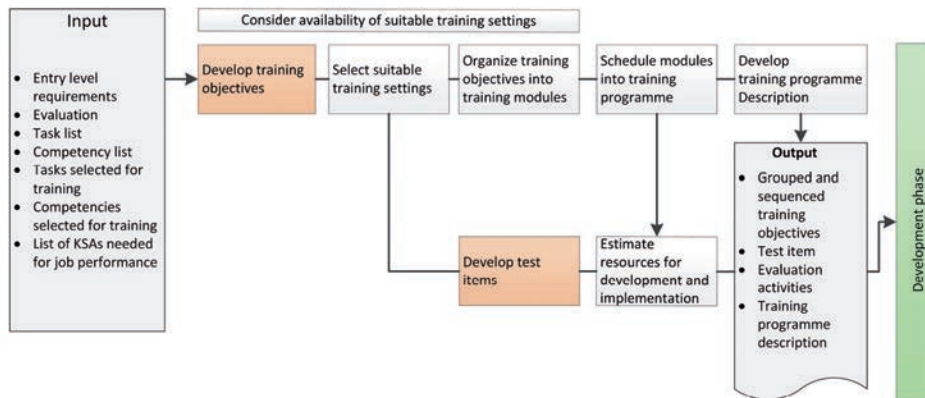 Input
• Entry level
requirements
• Evaluation
• Task list
• Competency list
• Tasks selected for
training
• Competencies
selected for training
• List of KSAs needed
for job performance
Consider availability of suitable training settings
Develop training
objectives
Select suitable
training settings
Organize training
objectives into
training modules
Schedule modules
into training
programme
Develop
training programme
Description
Develop test
items
Estimate
resources for
development and
implementation
Output
• Grouped and
sequenced
training
objectives
• Test item
• Evaluation
activities
• Training
programme
description
Development phase